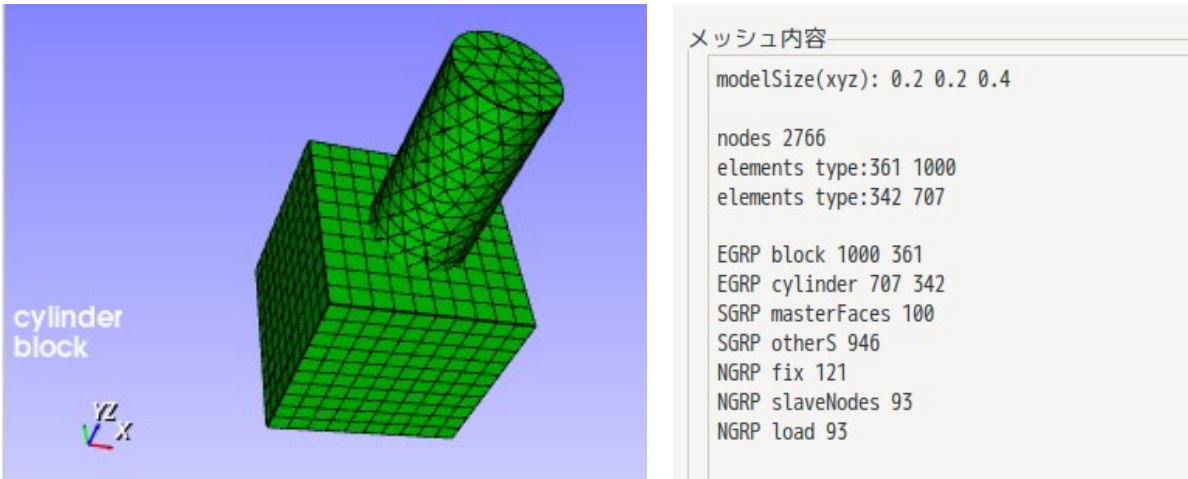 cylinder
block
YZ
X
メッシュ内容
modelSize(xyz): 0.2 0.2 0.4
nodes 2766
elements type:361 1000
elements type:342 707
EGRP block 1000 361
EGRP cylinder 707 342
SGRP masterFaces 100
SGRP otherS 946
NGRP fix 121
NGRP slaveNodes 93
NGRP load 93